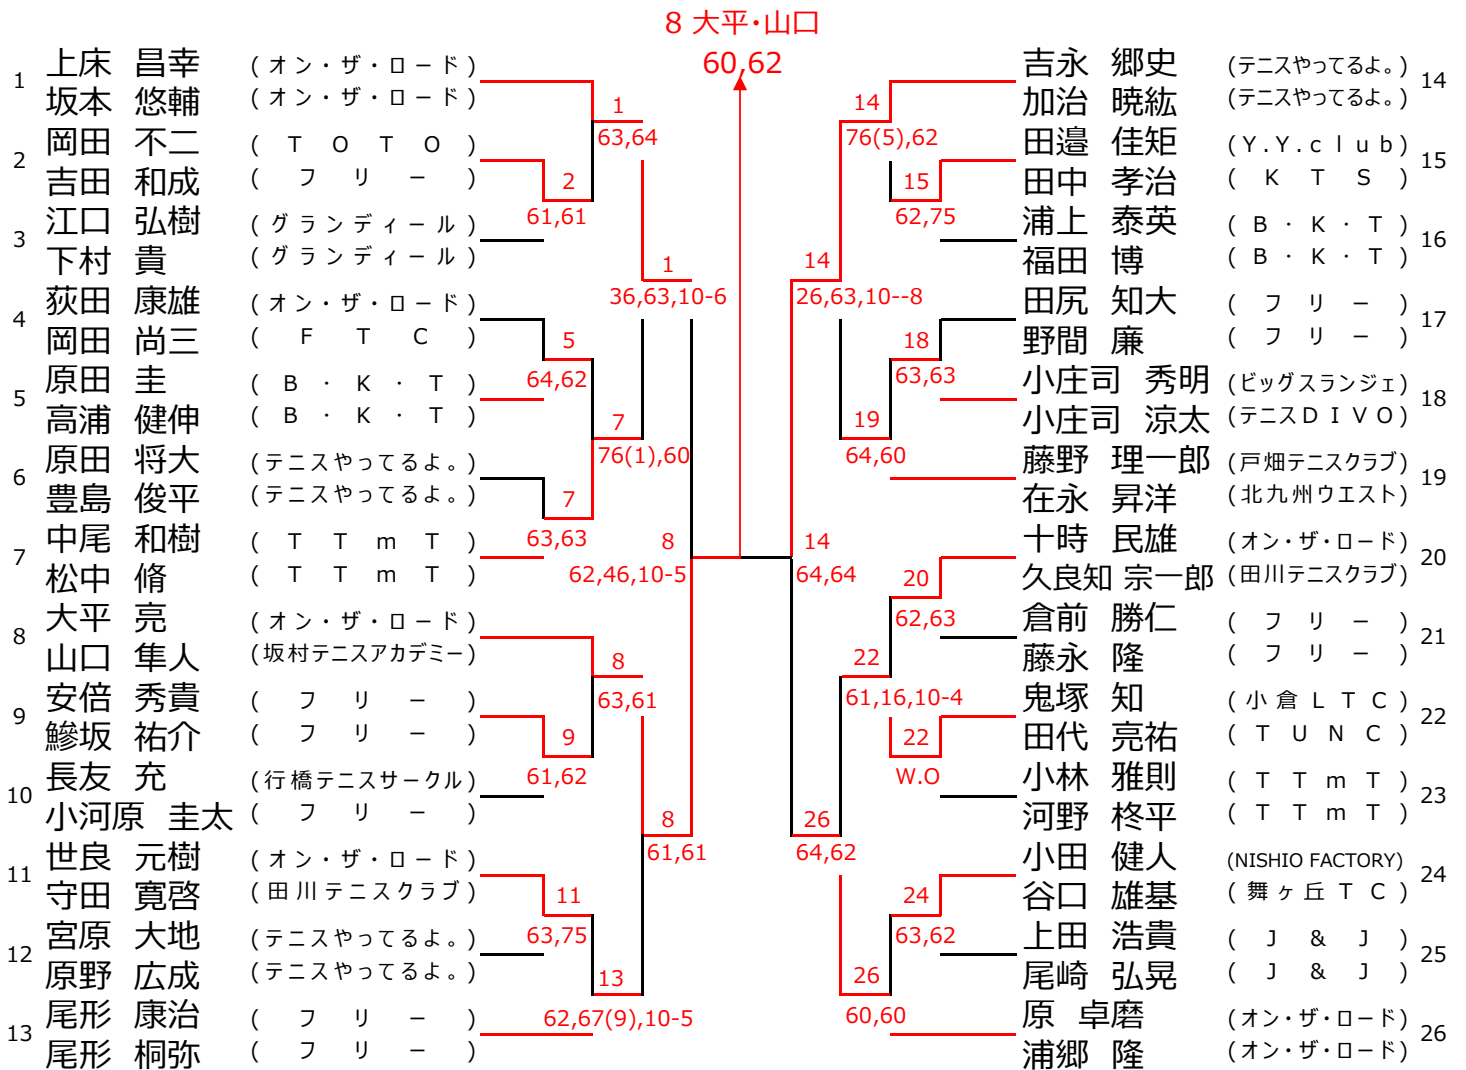 8 大平・山口
60,62
1 上床 昌幸 (オン・ザ・ロード)
坂本 悠輔 (オン・ザ・ロード)
2 岡田 不二 (TOTO)
吉田 和成 (フリー)
3 江口 弘樹 (グランディール)
下村 貴 (グランディール)
4 荻田 康雄 (オン・ザ・ロード)
岡田 尚三 (FTC)
5 原田 圭 (B・K・T)
高浦 健伸 (B・K・T)
6 原田 将大 (テニスやってるよ。)
豊島 俊平 (テニスやってるよ。)
7 中尾 和樹 (TTmT)
松中 脩 (TTmT)
8 大平 亮 (オン・ザ・ロード)
山口 隼人 (坂村テニスアカデミー)
9 安倍 秀貴 (フリー)
鰺坂 祐介 (フリー)
10 長友 充 (行橋テニスサークル)
小河原 圭太 (フリー)
11 世良 元樹 (オン・ザ・ロード)
守田 寛啓 (田川テニスクラブ)
12 宮原 大地 (テニスやってるよ。)
原野 広成 (テニスやってるよ。)
13 尾形 康治 (フリー)
尾形 桐弥 (フリー)
2
61,61
5
64,62
7
63,63
9
61,62
11
63,75
1
63,64
7
76(1),60
8
63,61
13
62,67(9),10-5
1
36,63,10-6
8
61,61
8
62,46,10-5
14
64,64
14
26,63,10--8
26
64,62
14
76(5),62
19
64,60
22
61,16,10-4
26
60,60
15
62,75
18
63,63
20
62,63
22
W.O
24
63,62
吉永 郷史 (テニスやってるよ。) 14
加治 暁紘 (テニスやってるよ。)
田邉 佳矩 (Y.Y.club) 15
田中 孝治 (KTS)
浦上 泰英 (B・K・T) 16
福田 博 (B・K・T)
田尻 知大 (フリー) 17
野間 廉 (フリー)
小庄司 秀明 (ビッグスランジェ) 18
小庄司 涼太 (テニスDIVO)
藤野 理一郎 (戸畑テニスクラブ) 19
在永 昇洋 (北九州ウエスト)
十時 民雄 (オン・ザ・ロード) 20
久良知 宗一郎 (田川テニスクラブ)
倉前 勝仁 (フリー) 21
藤永 隆 (フリー)
鬼塚 知 (小倉LTC) 22
田代 亮祐 (TUNC)
小林 雅則 (TTmT) 23
河野 柊平 (TTmT)
小田 健人 (NISHIO FACTORY) 24
谷口 雄基 (舞ヶ丘TC)
上田 浩貴 (J&J) 25
尾崎 弘晃 (J&J)
原 卓磨 (オン・ザ・ロード) 26
浦郷 隆 (オン・ザ・ロード)